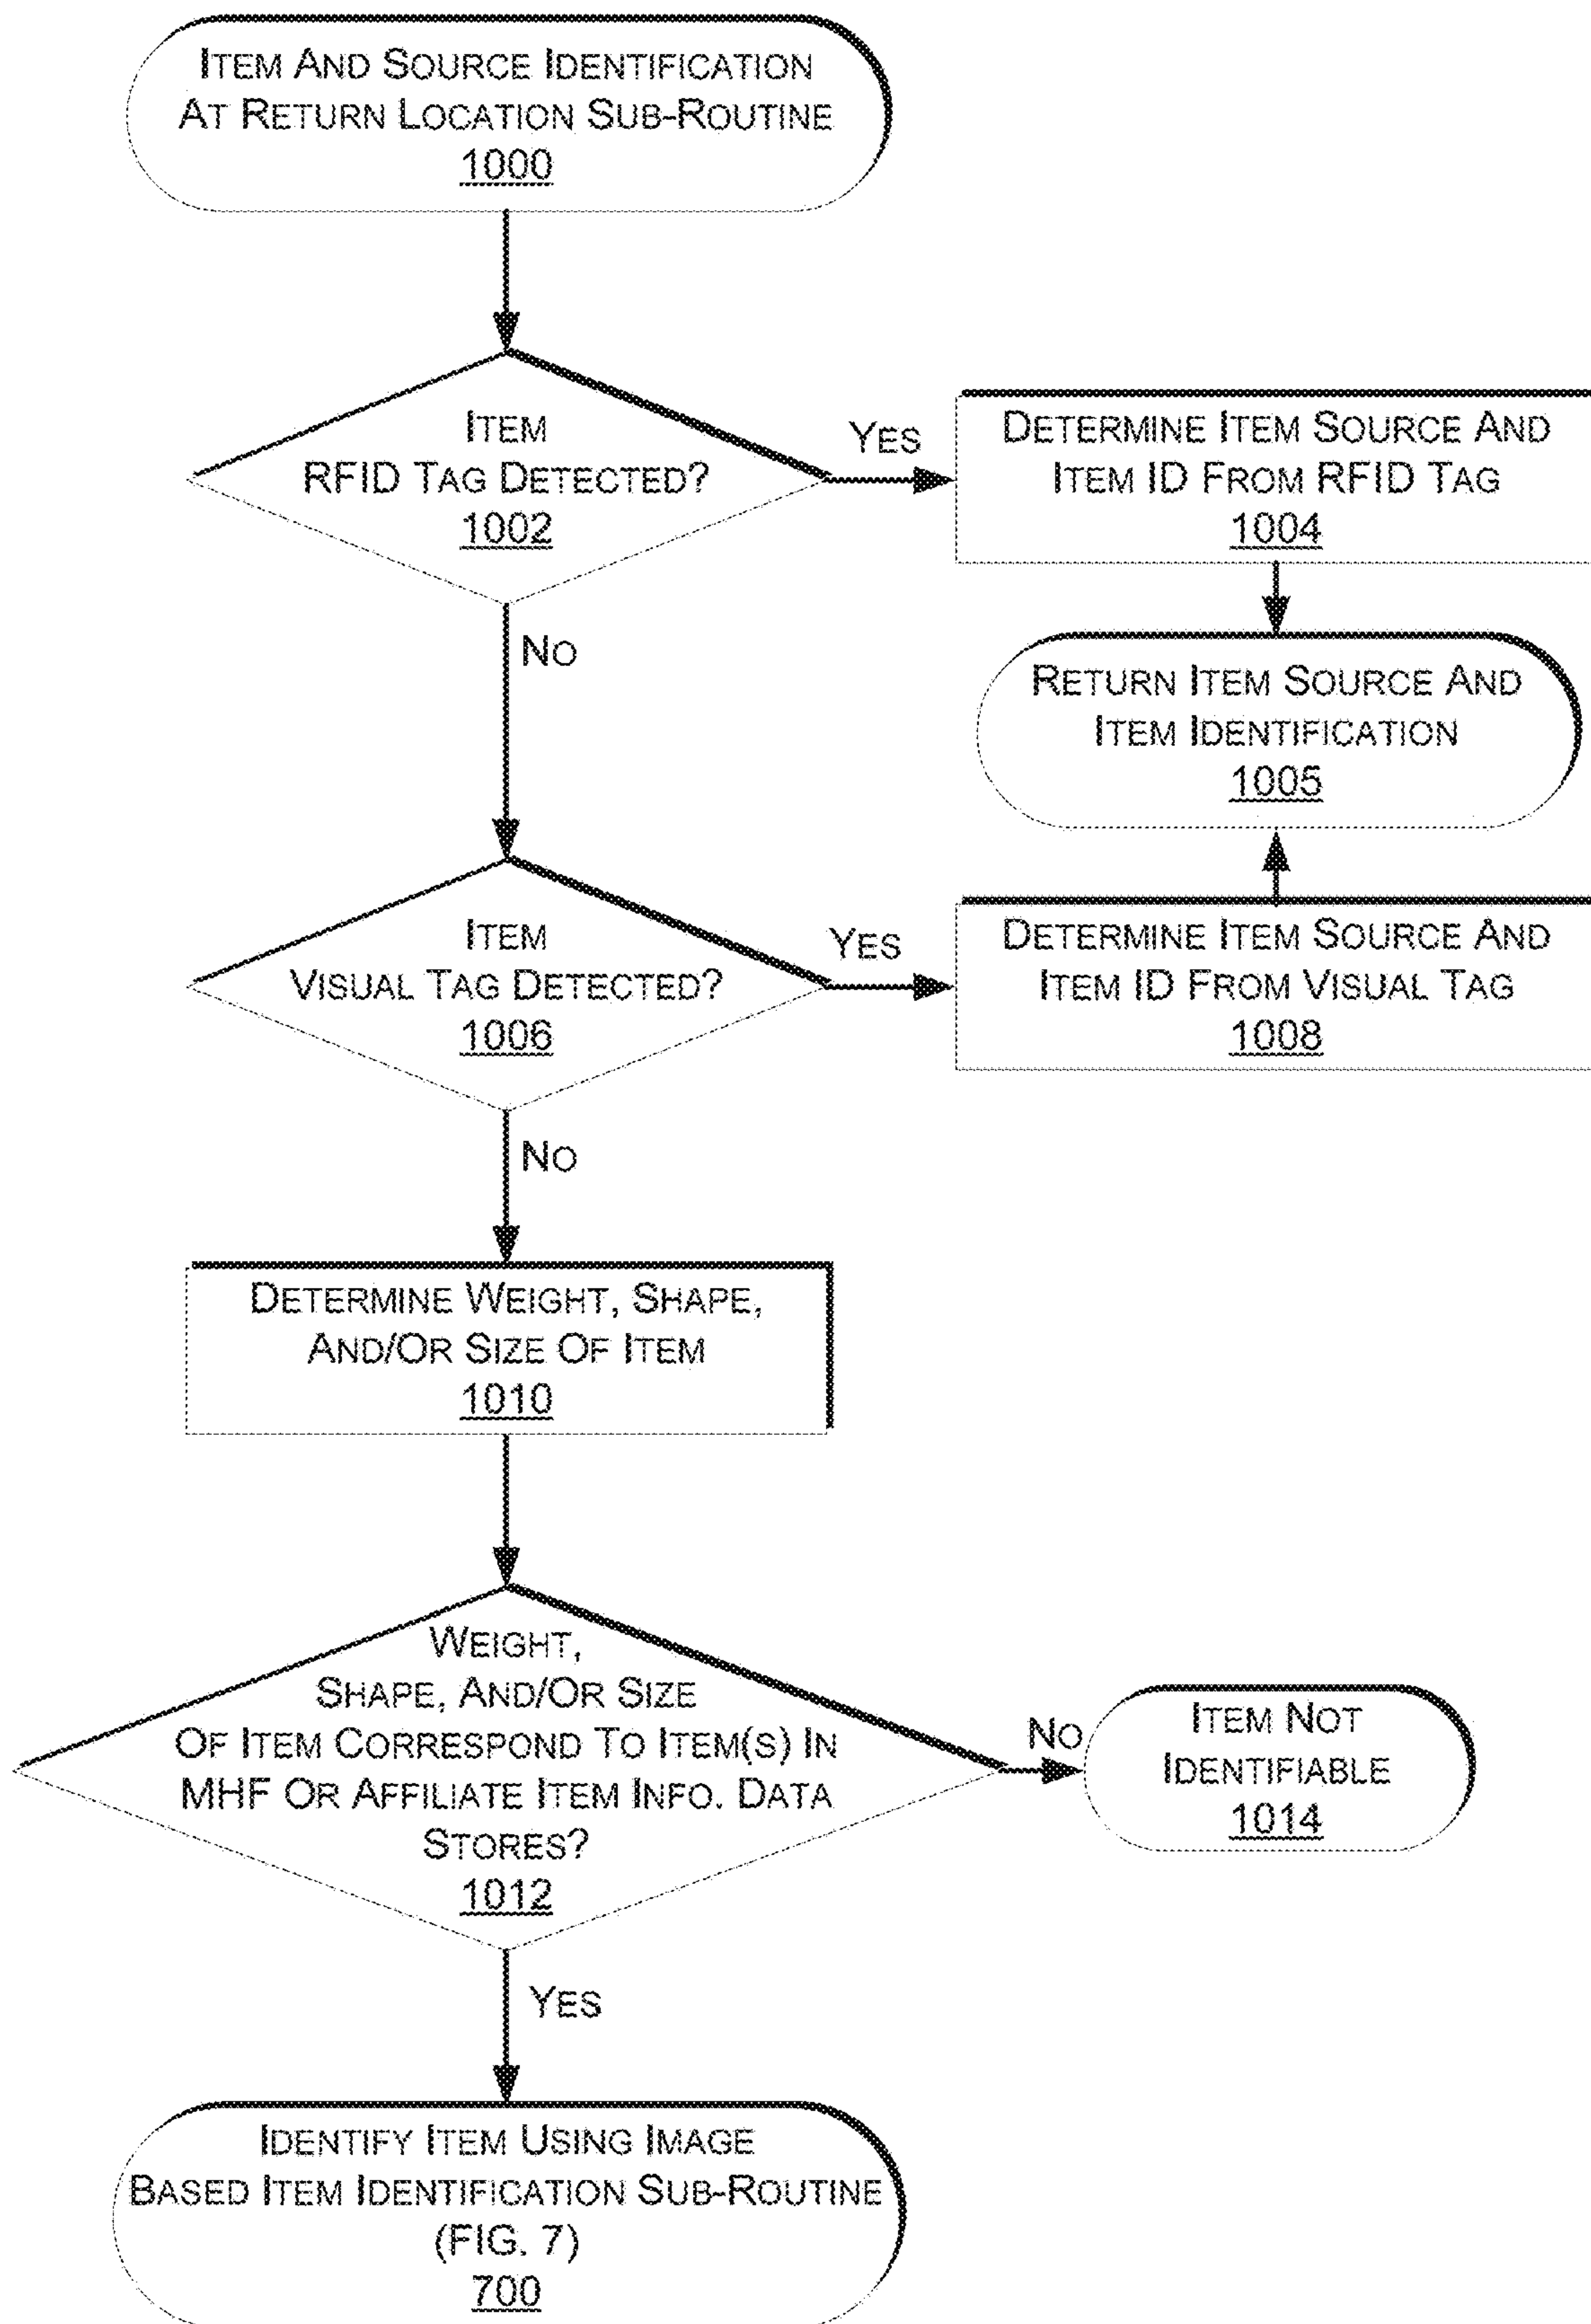 ITEM AND SOURCE IDENTIFICATION
AT RETURN LOCATION SUB-ROUTINE
1000
ITEM
RFID TAG DETECTED?
1002
YES
DETERMINE ITEM SOURCE AND
ITEM ID FROM RFID TAG
1004
NO
RETURN ITEM SOURCE AND
ITEM IDENTIFICATION
1005
ITEM
VISUAL TAG DETECTED?
1006
YES
DETERMINE ITEM SOURCE AND
ITEM ID FROM VISUAL TAG
1008
NO
DETERMINE WEIGHT, SHAPE,
AND/OR SIZE OF ITEM
1010
WEIGHT,
SHAPE, AND/OR SIZE
OF ITEM CORRESPOND TO ITEM(S) IN
MHF OR AFFILIATE ITEM INFO. DATA
STORES?
1012
NO
ITEM NOT
IDENTIFIABLE
1014
YES
IDENTIFY ITEM USING IMAGE
BASED ITEM IDENTIFICATION SUB-ROUTINE
(FIG. 7)
700